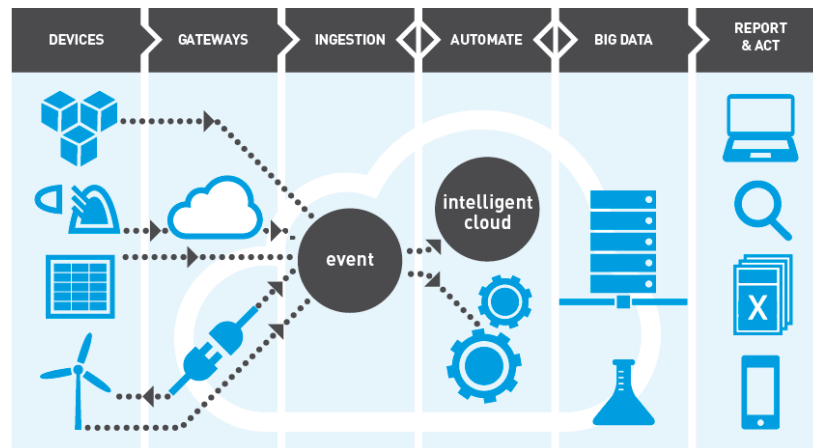 DEVICES
GATEWAYS
INGESTION
AUTOMATE
BIG DATA
REPORT
& ACT
event
intelligent
cloud
X